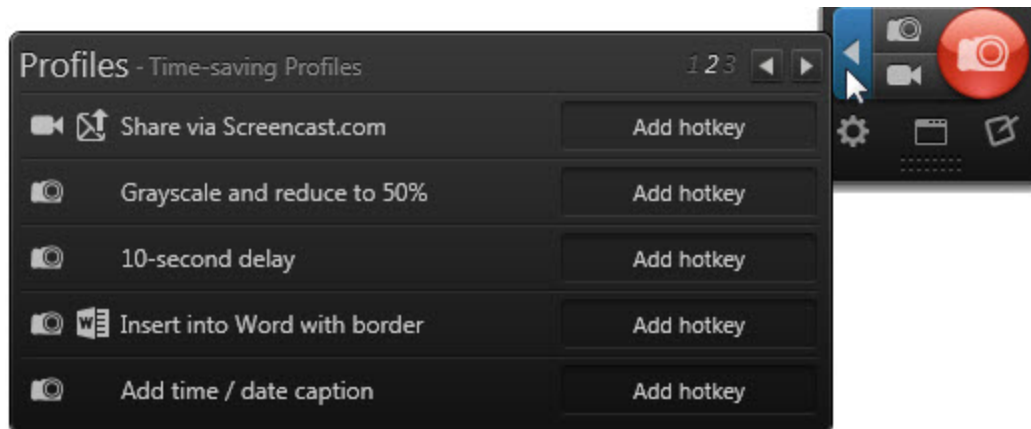 Profiles - Time-saving Profiles 1 2 3
Share via Screencast.com Add hotkey
Grayscale and reduce to 50% Add hotkey
10-second delay Add hotkey
W Insert into Word with border Add hotkey
Add time / date caption Add hotkey